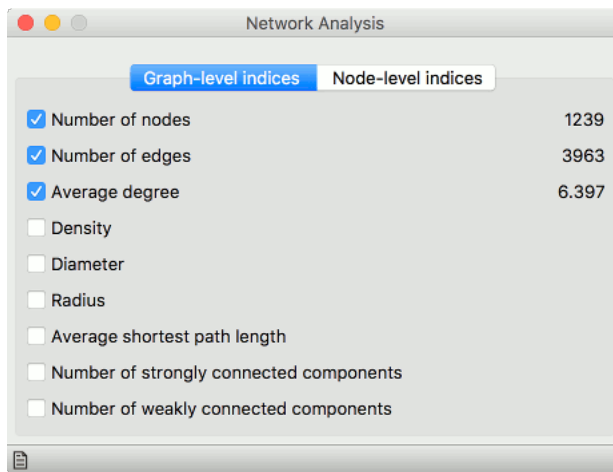 Network Analysis
Graph-level indices Node-level indices
Number of nodes 1239
Number of edges 3963
Average degree 6.397
Density
Diameter
Radius
Average shortest path length
Number of strongly connected components
Number of weakly connected components